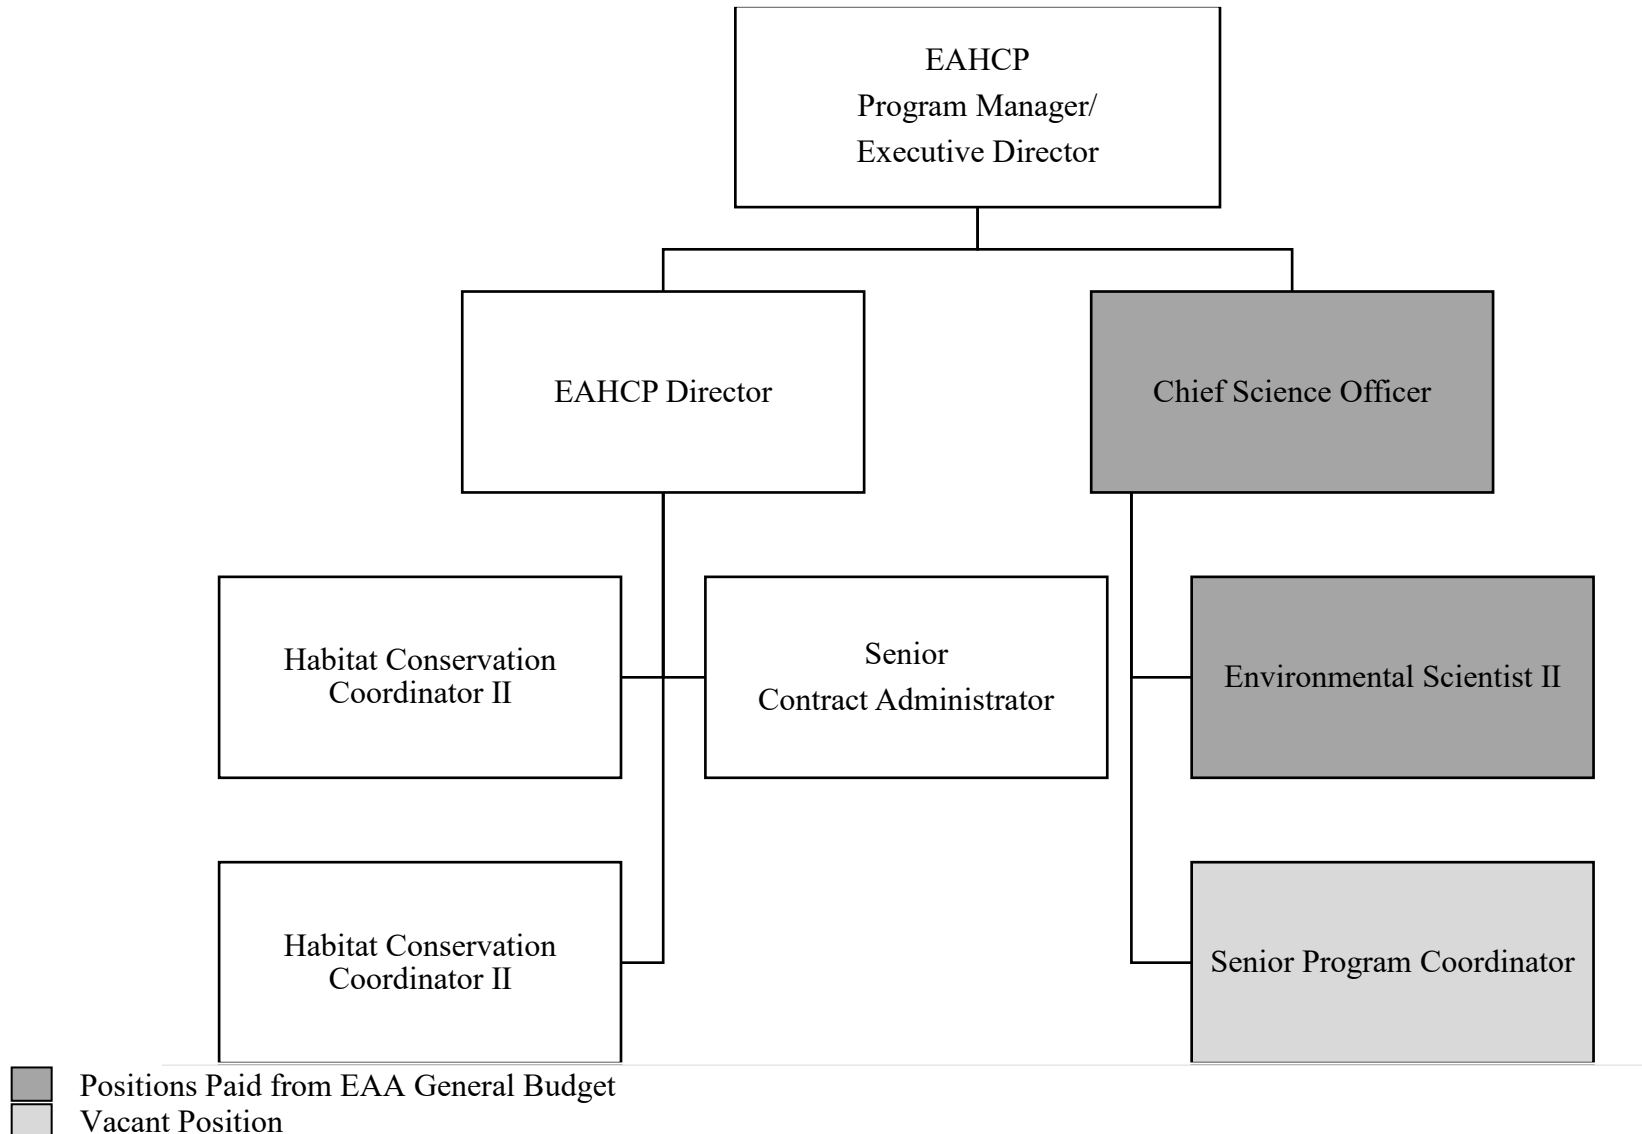 EAHCP
Program Manager/
Executive Director
EAHCP Director
Chief Science Officer
Habitat Conservation
Coordinator II
Senior
Contract Administrator
Environmental Scientist II
Habitat Conservation
Coordinator II
Senior Program Coordinator
Positions Paid from EAA General Budget
Vacant Position